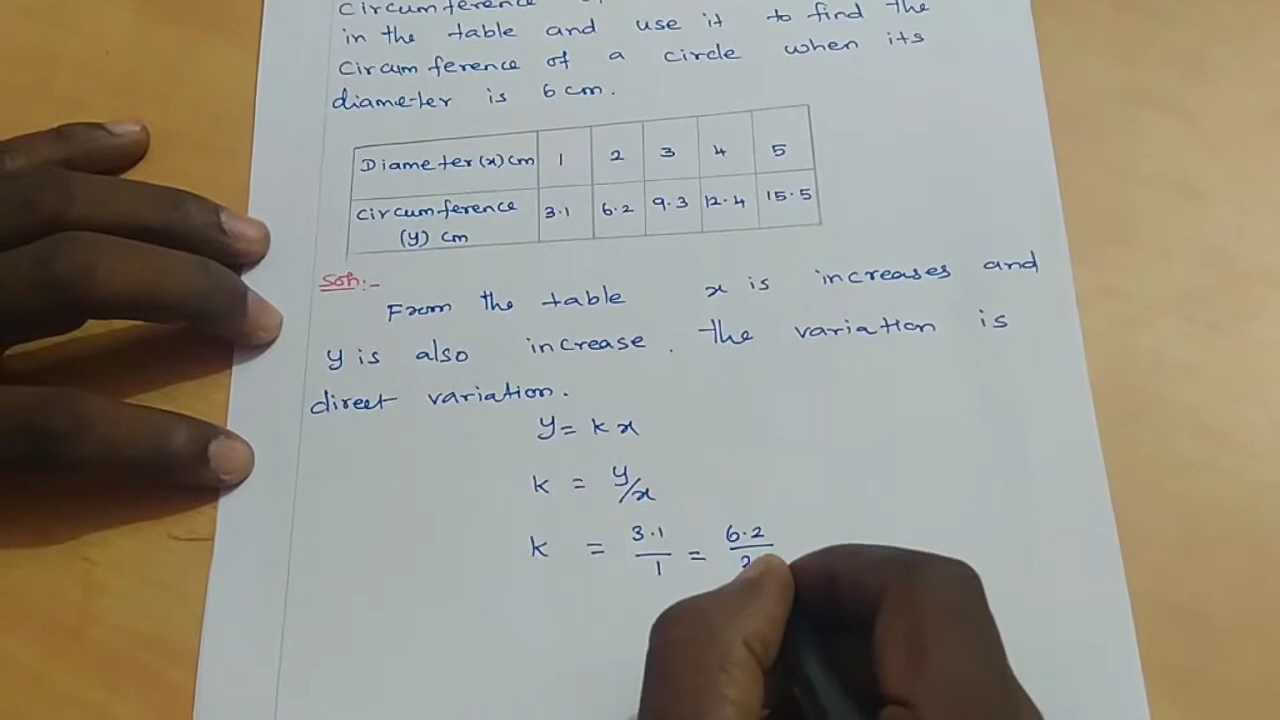 Circumference
in the table and use it to find the
Circumference of a circle when its
diameter is 6 cm.
Diameter (x) cm 1 2 3 4 5
Circumference 3.1 6.2 9.3 12.4 15.5
(y) cm
Soln:-
From the table x is increases and
y is also increase. The variation is
direct variation.
y = kx
k = y/x
k = 3.1/1 = 6.2/2